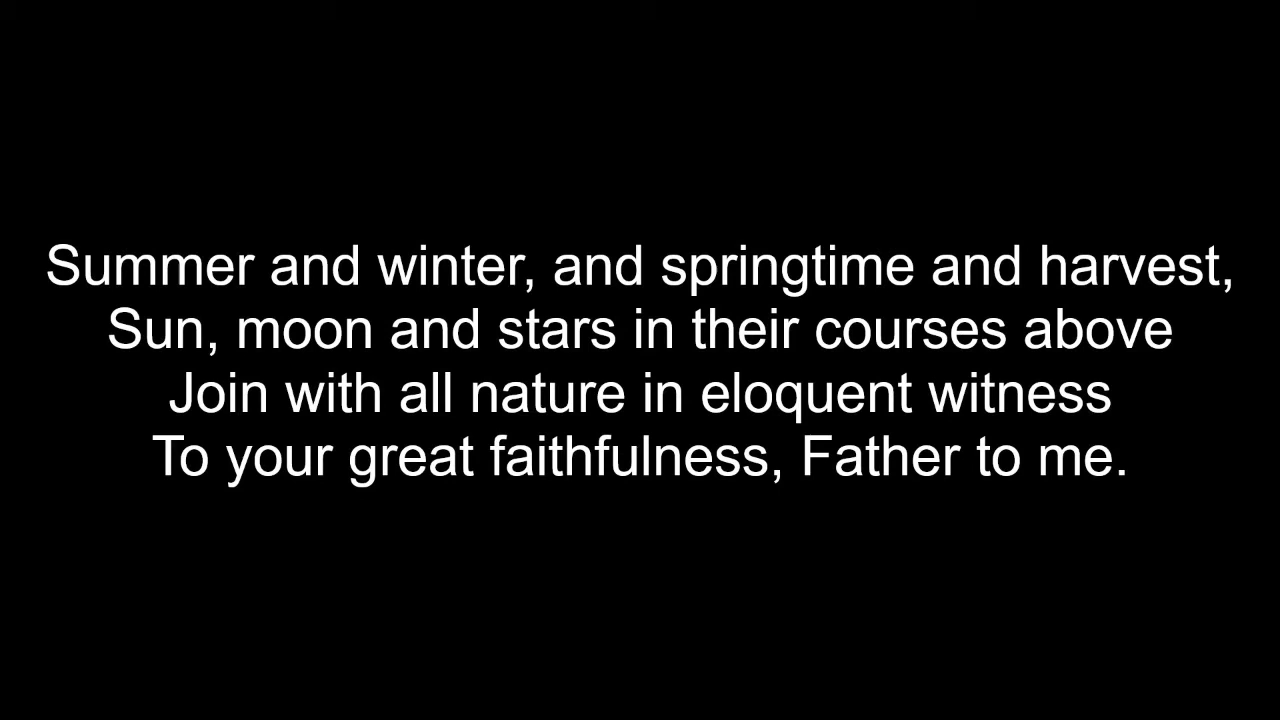 Summer and winter, and springtime and harvest,
Sun, moon and stars in their courses above
Join with all nature in eloquent witness
To your great faithfulness, Father to me.